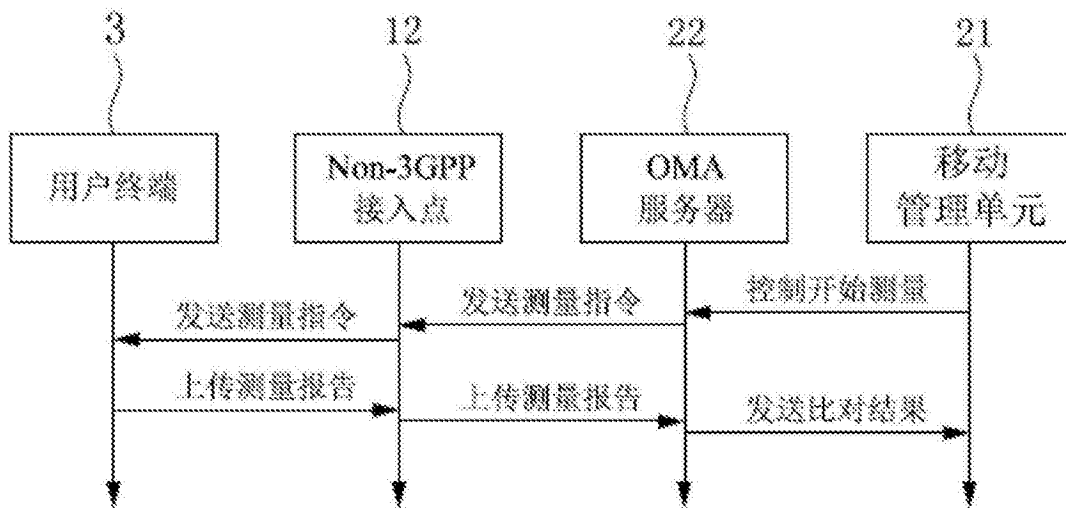 3
12
22
21
用户终端
Non-3GPP
接入点
OMA
服务器
移动
管理单元
控制开始测量
发送测量指令
发送测量指令
上传测量报告
上传测量报告
发送比对结果